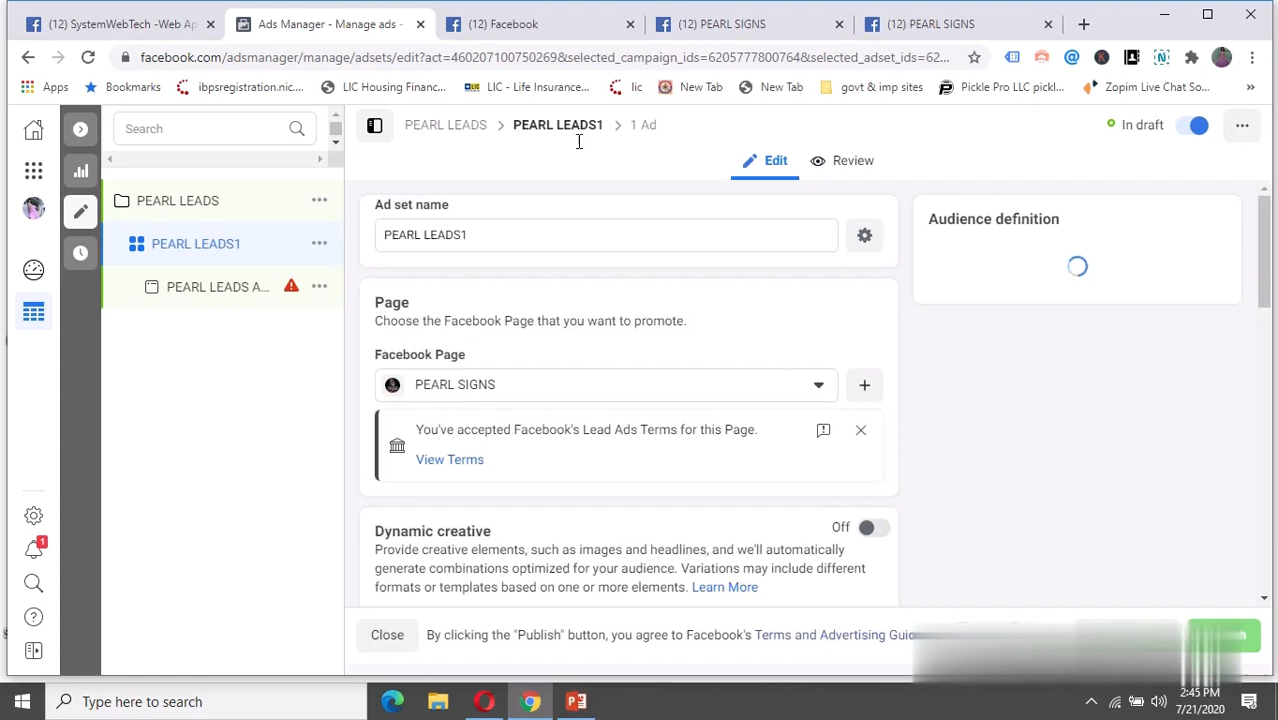 (12) SystemWebTech -Web Ap
Ads Manager - Manage ads -
(12) Facebook
(12) PEARL SIGNS
(12) PEARL SIGNS
facebook.com/adsmanager/manage/adsets/edit?act=460207100750269&selected_campaign_ids=6205777800764&selected_adset_ids=62...
Apps
Bookmarks
ibpsregistration.nic....
LIC Housing Financ...
LIC - Life Insuranc...
lic
New Tab
New Tab
govt & imp sites
Pickle Pro LLC pickl...
Zopim Live Chat So...
Search
PEARL LEADS > PEARL LEADS1 > 1 Ad
In draft
Edit
Review
PEARL LEADS
PEARL LEADS1
PEARL LEADS A...
Ad set name
PEARL LEADS1
Audience definition
Page
Choose the Facebook Page that you want to promote.
Facebook Page
PEARL SIGNS
You've accepted Facebook's Lead Ads Terms for this Page.
View Terms
Dynamic creative
Off
Provide creative elements, such as images and headlines, and we'll automatically
generate combinations optimized for your audience. Variations may include different
formats or templates based on one or more elements. Learn More
1
Close
By clicking the "Publish" button, you agree to Facebook's Terms and Advertising Guid
Type here to search
2:45 PM
7/21/2020